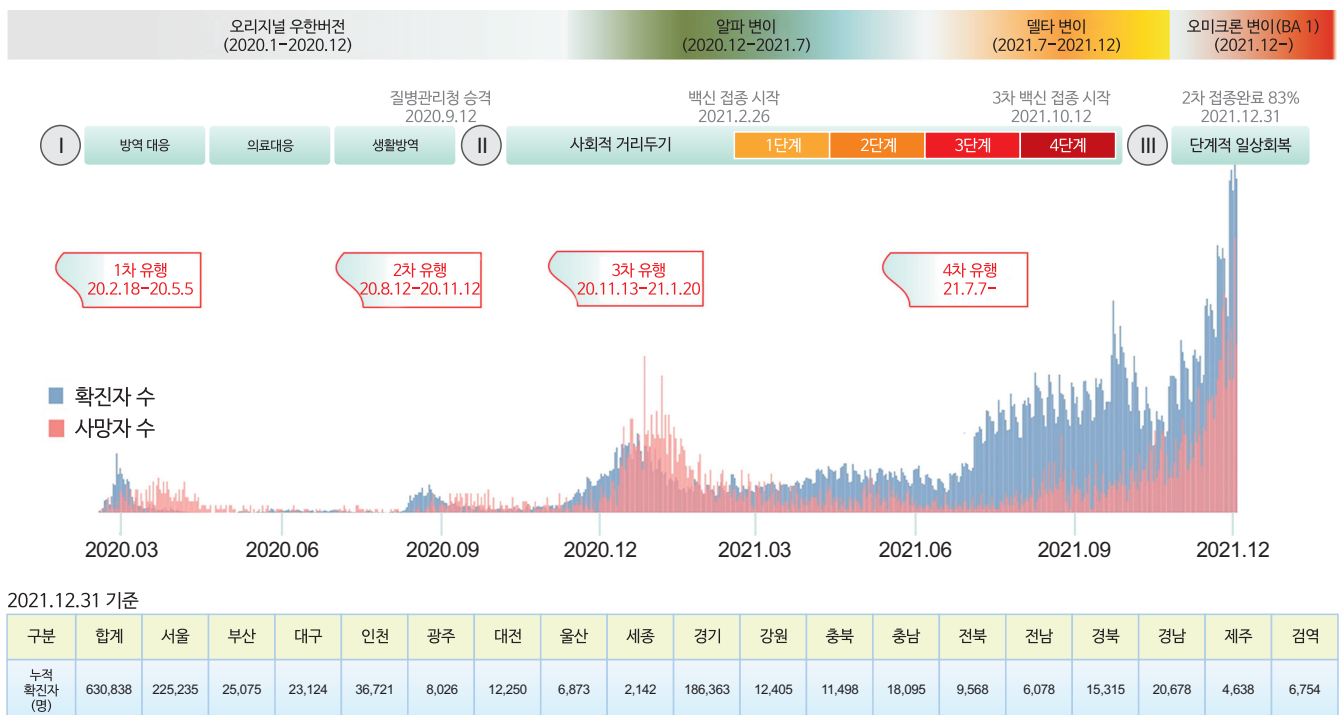 오리지널 우한버전
(2020.1-2020.12)
알파 변이
(2020.12-2021.7)
델타 변이
(2021.7-2021.12)
오미크론 변이(BA 1)
(2021.12-)
질병관리청 승격
2020.9.12
백신 접종 시작
2021.2.26
3차 백신 접종 시작
2021.10.12
2차 접종완료 83%
2021.12.31
I 방역 대응 의료대응 생활방역 II 사회적 거리두기 1단계 2단계 3단계 4단계 III 단계적 일상회복
1차 유행
20.2.18-20.5.5
2차 유행
20.8.12-20.11.12
3차 유행
20.11.13-21.1.20
4차 유행
21.7.7-
확진자 수
사망자 수
2020.03 2020.06 2020.09 2020.12 2021.03 2021.06 2021.09 2021.12
2021.12.31 기준
구분 합계 서울 부산 대구 인천 광주 대전 울산 세종 경기 강원 충북 충남 전북 전남 경북 경남 제주 검역
누적
확진자
(명)
630,838 225,235 25,075 23,124 36,721 8,026 12,250 6,873 2,142 186,363 12,405 11,498 18,095 9,568 6,078 15,315 20,678 4,638 6,754